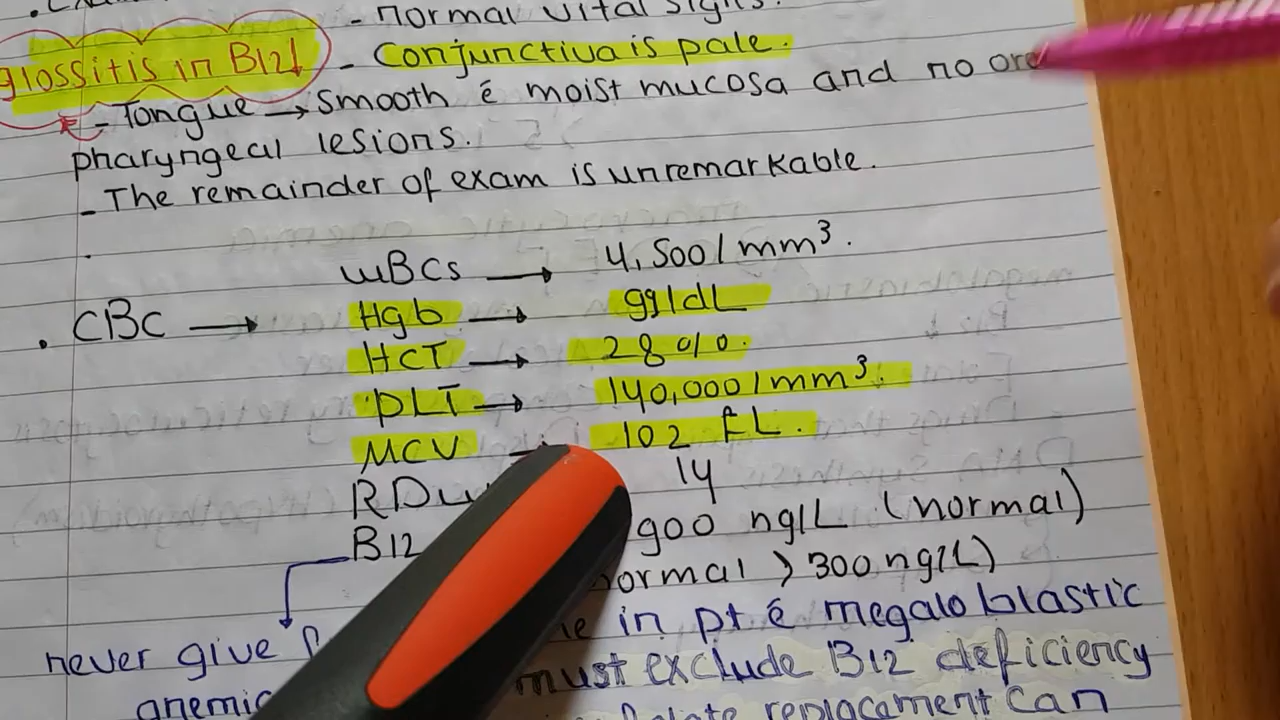 - normal vital signs.
glossitis in B12↓ - Conjunctiva is pale.
- Tongue → Smooth é moist mucosa and no oro
pharyngeal lesions.
- The remainder of exam is unremarkable.
WBCs → 4,500/mm³.
. CBC → Hgb → 9g/dL
HCT → 28%.
PLT → 140,000/mm³.
MCV → 102 fL.
RDW 14
B12 900 ng/L (normal)
normal > 300 ng/L)
in pt é megaloblastic
never give
must exclude B12 deficiency
anemic
replacement can